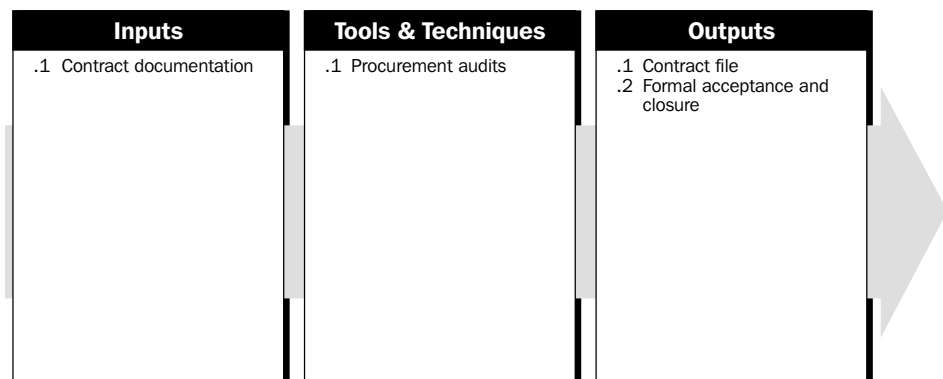 Inputs
.1 Contract documentation
Tools & Techniques
.1 Procurement audits
Outputs
.1 Contract file
.2 Formal acceptance and
closure